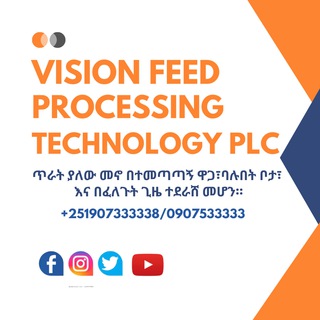 VISION FEED
PROCESSING
TECHNOLOGY PLC
ጥራት ያለው መኖ በተመጣጣኝ ዋጋ፣ባሉበት ቦታ፣
እና በፈለጉት ጊዜ ተደራሽ መሆን።
+251907333338/0907533333